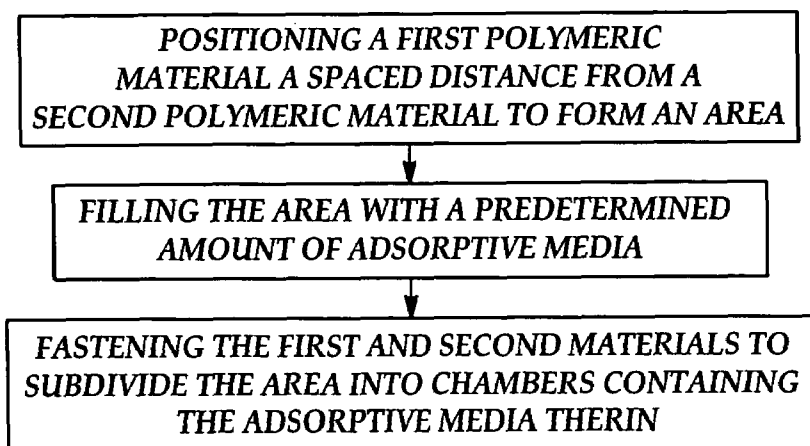 POSITIONING A FIRST POLYMERIC
MATERIAL A SPACED DISTANCE FROM A
SECOND POLYMERIC MATERIAL TO FORM AN AREA
FILLING THE AREA WITH A PREDETERMINED
AMOUNT OF ADSORPTIVE MEDIA
FASTENING THE FIRST AND SECOND MATERIALS TO
SUBDIVIDE THE AREA INTO CHAMBERS CONTAINING
THE ADSORPTIVE MEDIA THERIN